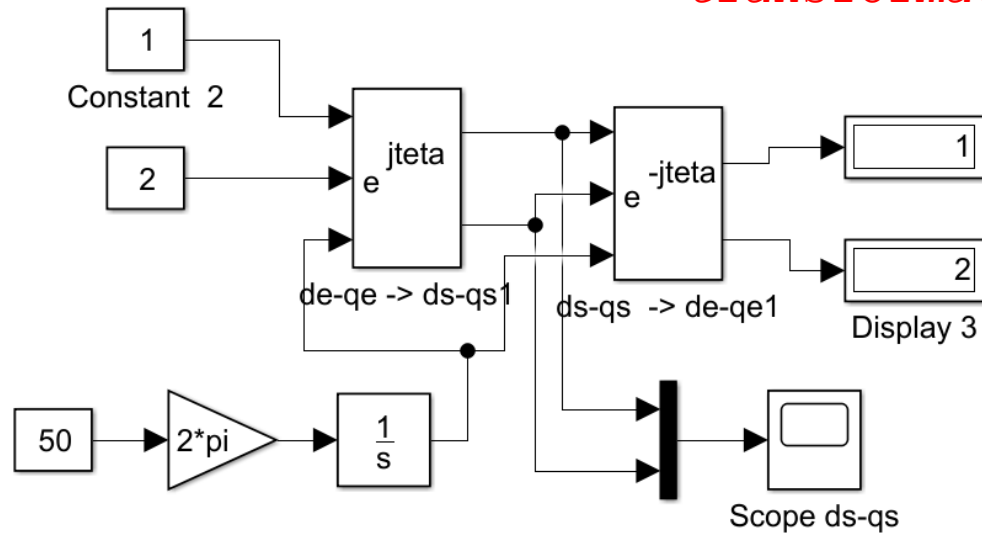 1
Constant 2
2
jteta
e
de-qe -> ds-qs1
-jteta
e
ds-qs -> de-qe1
1
2
Display 3
50
2*pi
1
s
Scope ds-qs